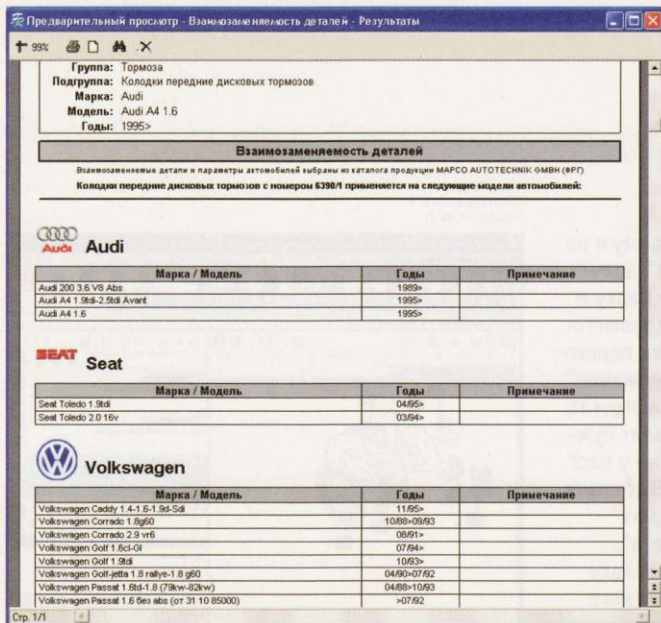 Предварительный просмотр - Взаимозаменяемость деталей - Результаты
99%
Группа: Тормоза
Подгруппа: Колодки передние дисковых тормозов
Марка: Audi
Модель: Audi A4 1.6
Годы: 1995>
Взаимозаменяемость деталей
Взаимозаменяемые детали и параметры автомобилей выбраны из каталога продукции MAPCO AUTOTECHNIK GMBH (ФРГ)
Колодки передние дисковых тормозов с номером 6390/1 применяется на следующие модели автомобилей:
Audi Audi
Марка / Модель Годы Примечание
Audi 200 3.6 V8 Abs 1989>
Audi A4 1.9tdi-2.5tdi Avant 1995>
Audi A4 1.6 1995>
SEAT Seat
Марка / Модель Годы Примечание
Seat Toledo 1.9tdi 04/95>
Seat Toledo 2.0 16v 03/94>
Volkswagen
Марка / Модель Годы Примечание
Volkswagen Caddy 1.4-1.6-1.9d-Sdi 11/95>
Volkswagen Corrado 1.8g60 10/88>09/93
Volkswagen Corrado 2.9 vr6 08/91>
Volkswagen Golf 1.6cl-Gl 07/94>
Volkswagen Golf 1.9tdi 10/93>
Volkswagen Golf-jetta 1.8 rallye-1.8 g60 04/90>07/92
Volkswagen Passat 1.6td-1.8 (79kw-82kw) 04/88>10/93
Volkswagen Passat 1.6 без abs (от 31 10 85000) >07/92
Стр. 1/1